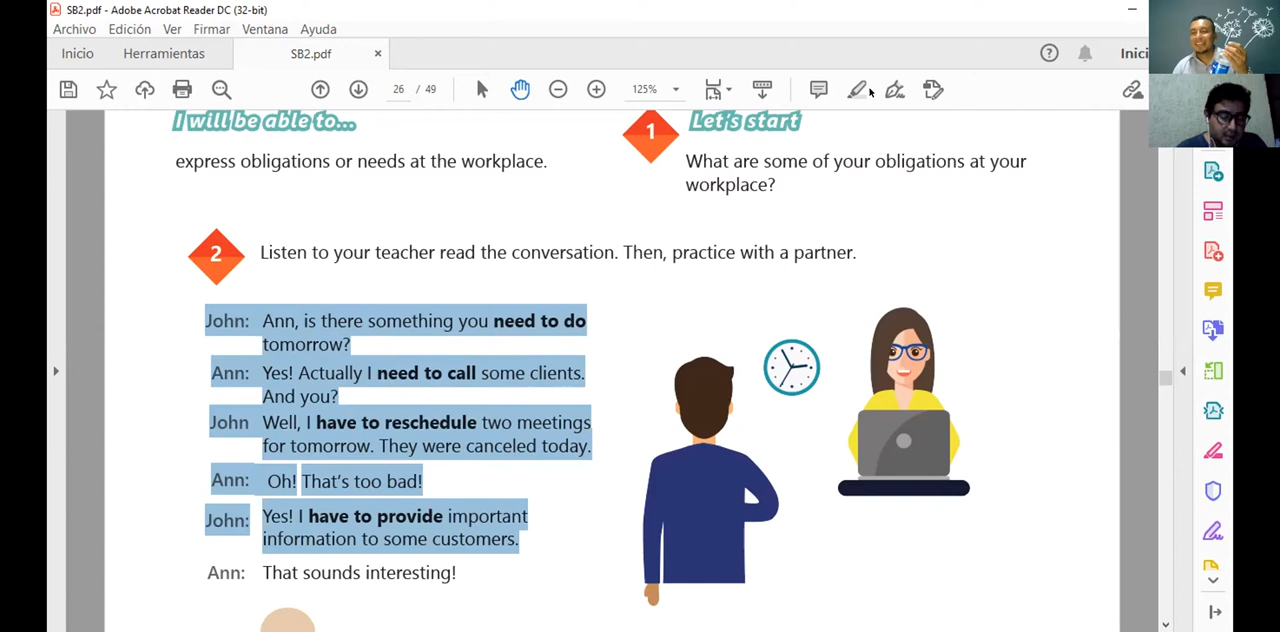 SB2.pdf - Adobe Acrobat Reader DC (32-bit)
Archivo Edición Ver Firmar Ventana Ayuda
Inicio Herramientas SB2.pdf × ? Inici
26 / 49 125%
I will be able to...
express obligations or needs at the workplace.
1 Let's start
What are some of your obligations at your
workplace?
2 Listen to your teacher read the conversation. Then, practice with a partner.
John: Ann, is there something you need to do
tomorrow?
Ann: Yes! Actually I need to call some clients.
And you?
John Well, I have to reschedule two meetings
for tomorrow. They were canceled today.
Ann: Oh! That's too bad!
John: Yes! I have to provide important
information to some customers.
Ann: That sounds interesting!